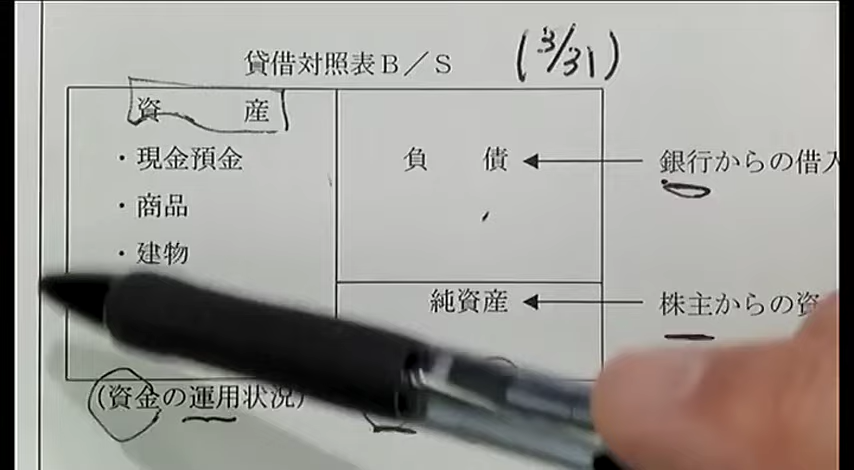 貸借対照表B／S (3/31)
資　　産
・現金預金
・商品
・建物
負　債
銀行からの借入
純資産
株主からの資
(資金の運用状況)